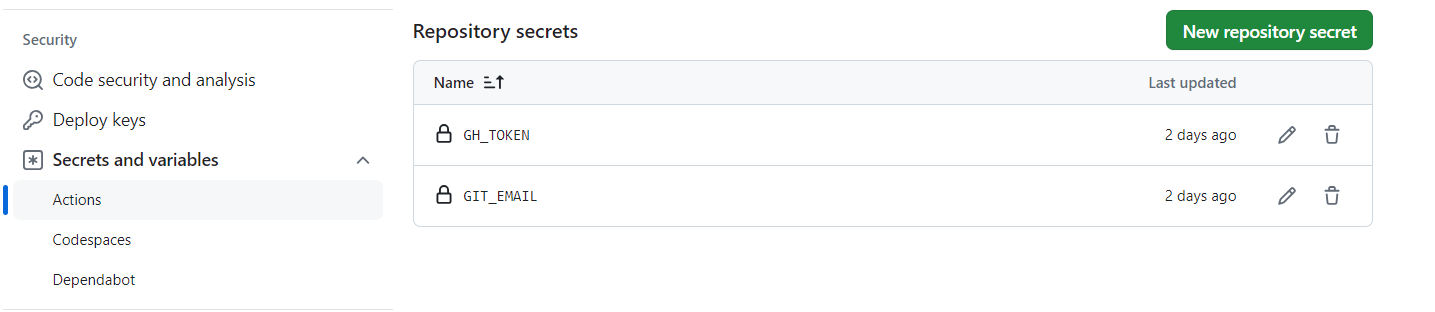 Security
Code security and analysis
Deploy keys
Secrets and variables
Actions
Codespaces
Dependabot
Repository secrets
New repository secret
Name Last updated
GH_TOKEN 2 days ago
GIT_EMAIL 2 days ago